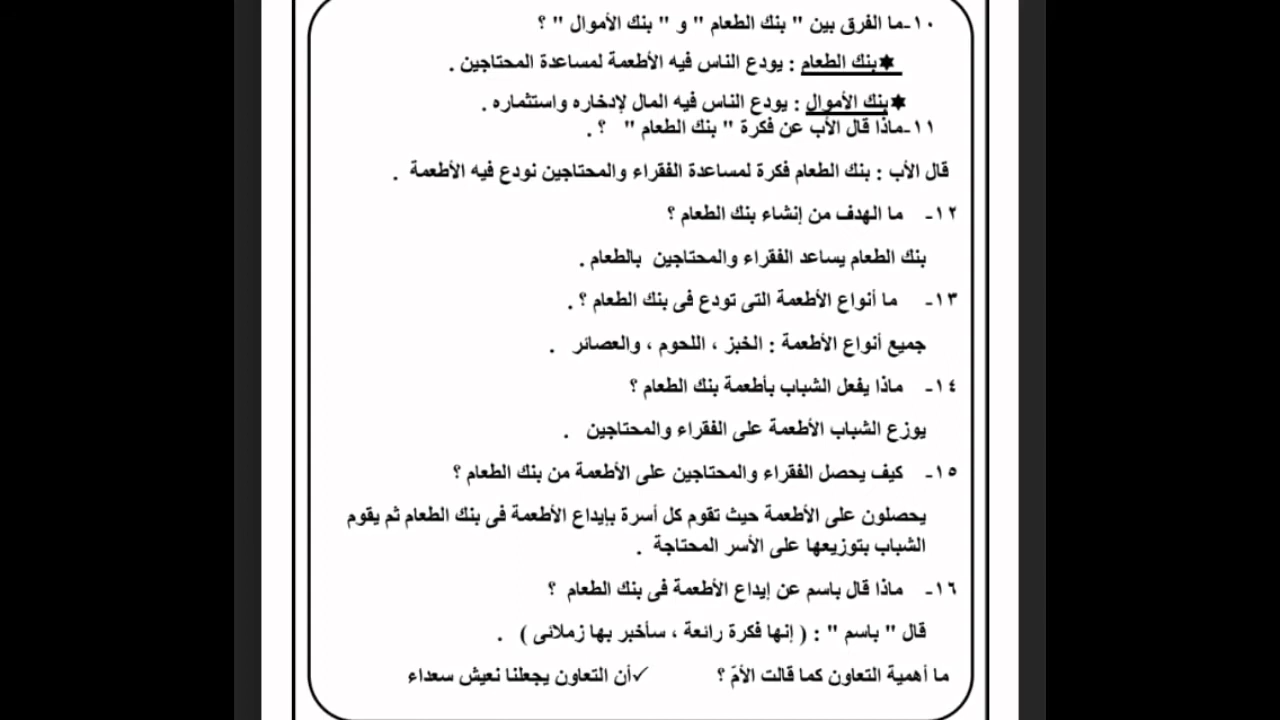 ١٠-ما الفرق بين " بنك الطعام " و " بنك الأموال " ؟
✶بنك الطعام : يودع الناس فيه الأطعمة لمساعدة المحتاجين .
✶بنك الأموال : يودع الناس فيه المال لإدخاره واستثماره .
١١-ماذا قال الأب عن فكرة " بنك الطعام " ؟ .
قال الأب : بنك الطعام فكرة لمساعدة الفقراء والمحتاجين نودع فيه الأطعمة .
١٢- ما الهدف من إنشاء بنك الطعام ؟
بنك الطعام يساعد الفقراء والمحتاجين بالطعام .
١٣- ما أنواع الأطعمة التى تودع فى بنك الطعام ؟ .
جميع أنواع الأطعمة : الخبز ، اللحوم ، والعصائر .
١٤- ماذا يفعل الشباب بأطعمة بنك الطعام ؟
يوزع الشباب الأطعمة على الفقراء والمحتاجين .
١٥- كيف يحصل الفقراء والمحتاجين على الأطعمة من بنك الطعام ؟
يحصلون على الأطعمة حيث تقوم كل أسرة بإيداع الأطعمة فى بنك الطعام ثم يقوم
الشباب بتوزيعها على الأسر المحتاجة .
١٦- ماذا قال باسم عن إيداع الأطعمة فى بنك الطعام ؟
قال " باسم " : ( إنها فكرة رائعة ، سأخبر بها زملائى ) .
ما أهمية التعاون كما قالت الأمّ ؟ ✓أن التعاون يجعلنا نعيش سعداء